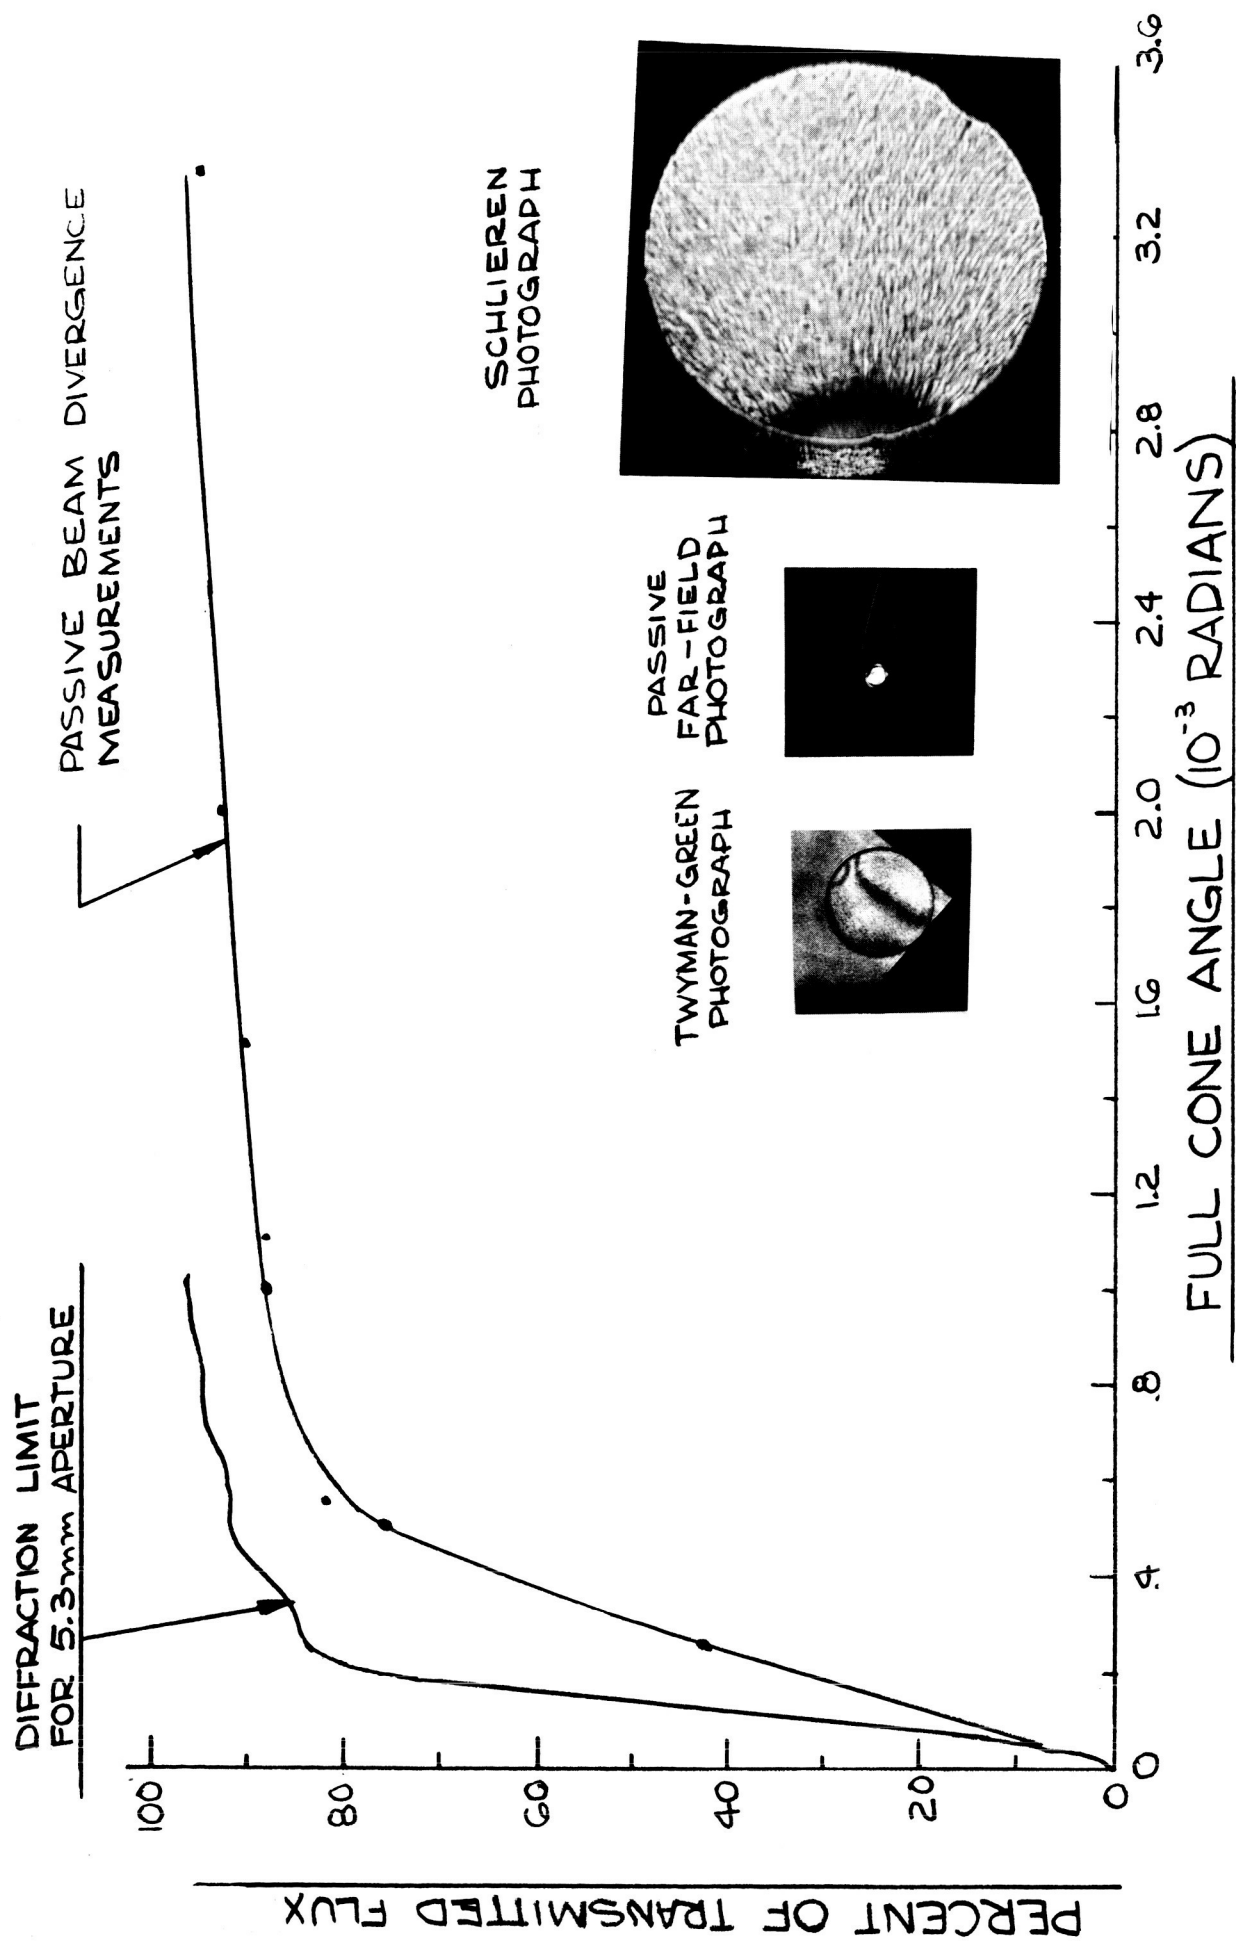 DIFFRACTION LIMIT
FOR 5.3mm APERTURE
PASSIVE BEAM DIVERGENCE
MEASUREMENTS
SCHLIEREN
PHOTOGRAPH
PASSIVE
FAR-FIELD
PHOTOGRAPH
TWYMAN-GREEN
PHOTOGRAPH
PERCENT OF TRANSMITTED FLUX
100
80
60
40
20
0
0 .4 .8 1.2 1.6 2.0 2.4 2.8 3.2 3.6
FULL CONE ANGLE (10⁻³ RADIANS)